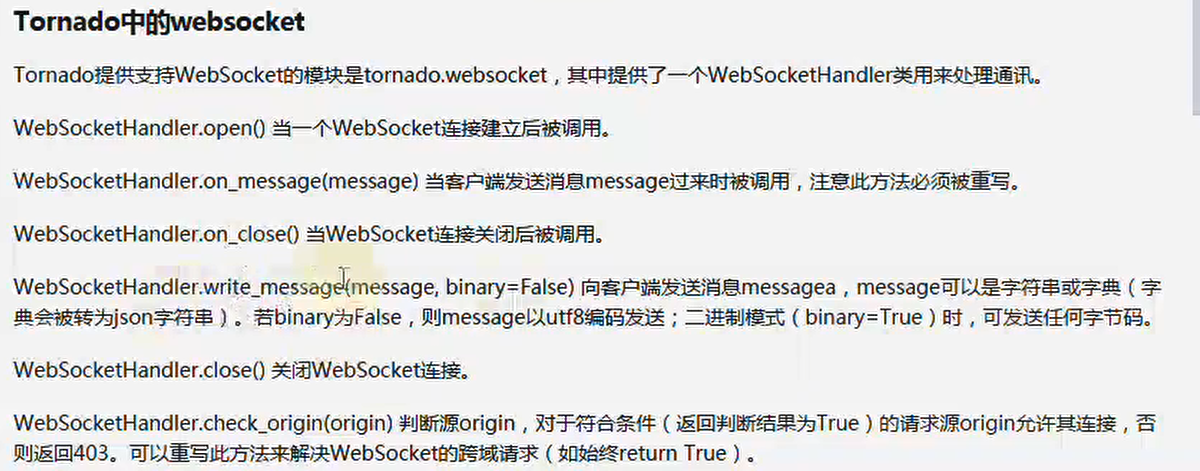 Tornado中的websocket
Tornado提供支持WebSocket的模块是tornado.websocket，其中提供了一个WebSocketHandler类用来处理通讯。
WebSocketHandler.open() 当一个WebSocket连接建立后被调用。
WebSocketHandler.on_message(message) 当客户端发送消息message过来时被调用，注意此方法必须被重写。
WebSocketHandler.on_close() 当WebSocket连接关闭后被调用。
WebSocketHandler.write_message(message, binary=False) 向客户端发送消息messagea，message可以是字符串或字典（字
典会被转为json字符串）。若binary为False，则message以utf8编码发送；二进制模式（binary=True）时，可发送任何字节码。
WebSocketHandler.close() 关闭WebSocket连接。
WebSocketHandler.check_origin(origin) 判断源origin，对于符合条件（返回判断结果为True）的请求源origin允许其连接，否
则返回403。可以重写此方法来解决WebSocket的跨域请求（如始终return True）。